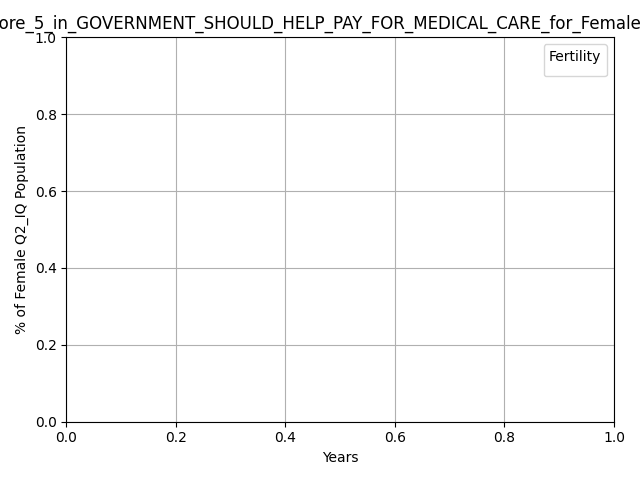 ore_5_in_GOVERNMENT_SHOULD_HELP_PAY_FOR_MEDICAL_CARE_for_Female
Fertility
1.0
0.8
0.6
0.4
0.2
0.0
% of Female Q2_IQ Population
0.0 0.2 0.4 0.6 0.8 1.0
Years